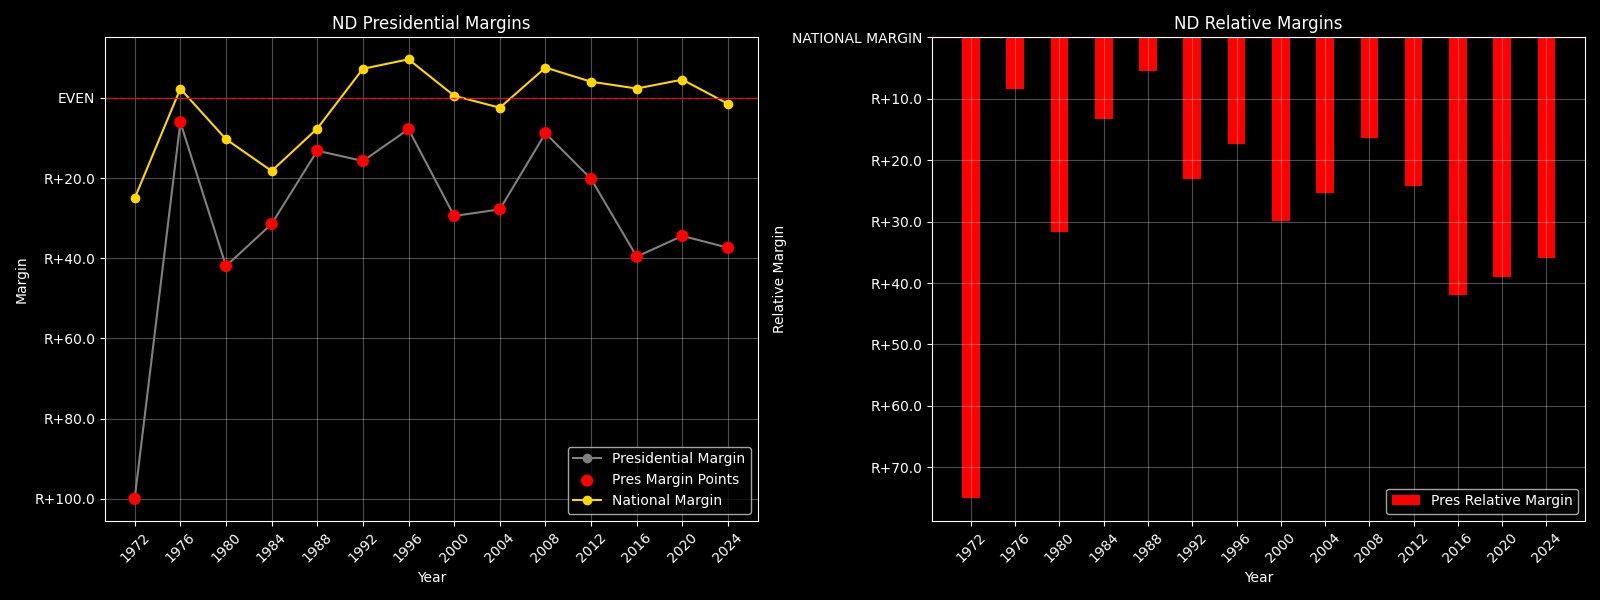 ND Presidential Margins
Margin
EVEN
R+20.0
R+40.0
R+60.0
R+80.0
R+100.0
Presidential Margin
Pres Margin Points
National Margin
1972 1976 1980 1984 1988 1992 1996 2000 2004 2008 2012 2016 2020 2024
Year
ND Relative Margins
Relative Margin
NATIONAL MARGIN
R+10.0
R+20.0
R+30.0
R+40.0
R+50.0
R+60.0
R+70.0
Pres Relative Margin
1972 1976 1980 1984 1988 1992 1996 2000 2004 2008 2012 2016 2020 2024
Year